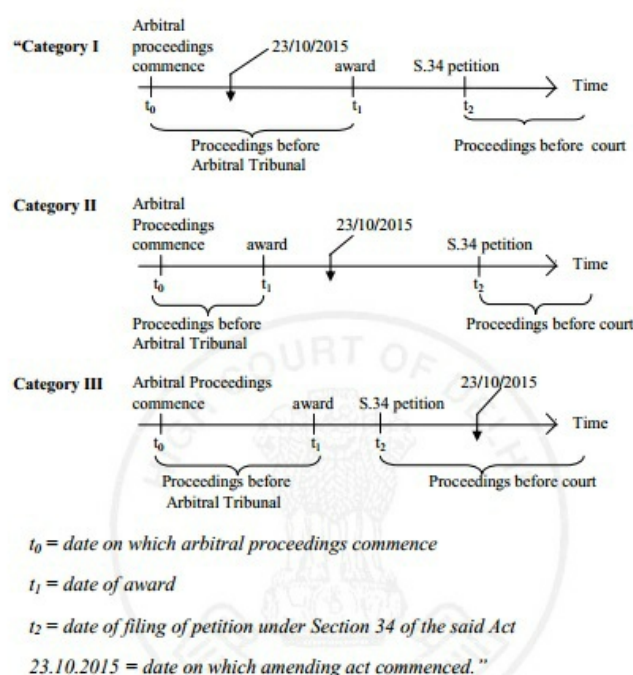 Arbitral
“Category I proceedings 23/10/2015
commence award S.34 petition
Time
t0 t1 t2
Proceedings before Proceedings before court
Arbitral Tribunal
Category II Arbitral
Proceedings 23/10/2015
commence award S.34 petition
Time
t0 t1 t2
Proceedings before Proceedings before court
Arbitral Tribunal
Category III Arbitral Proceedings 23/10/2015
commence award S.34 petition
Time
t0 t1 t2
Proceedings before Proceedings before court
Arbitral Tribunal
HIGH COURT OF DELHI
t0 = date on which arbitral proceedings commence
t1 = date of award
t2 = date of filing of petition under Section 34 of the said Act
23.10.2015 = date on which amending act commenced.”